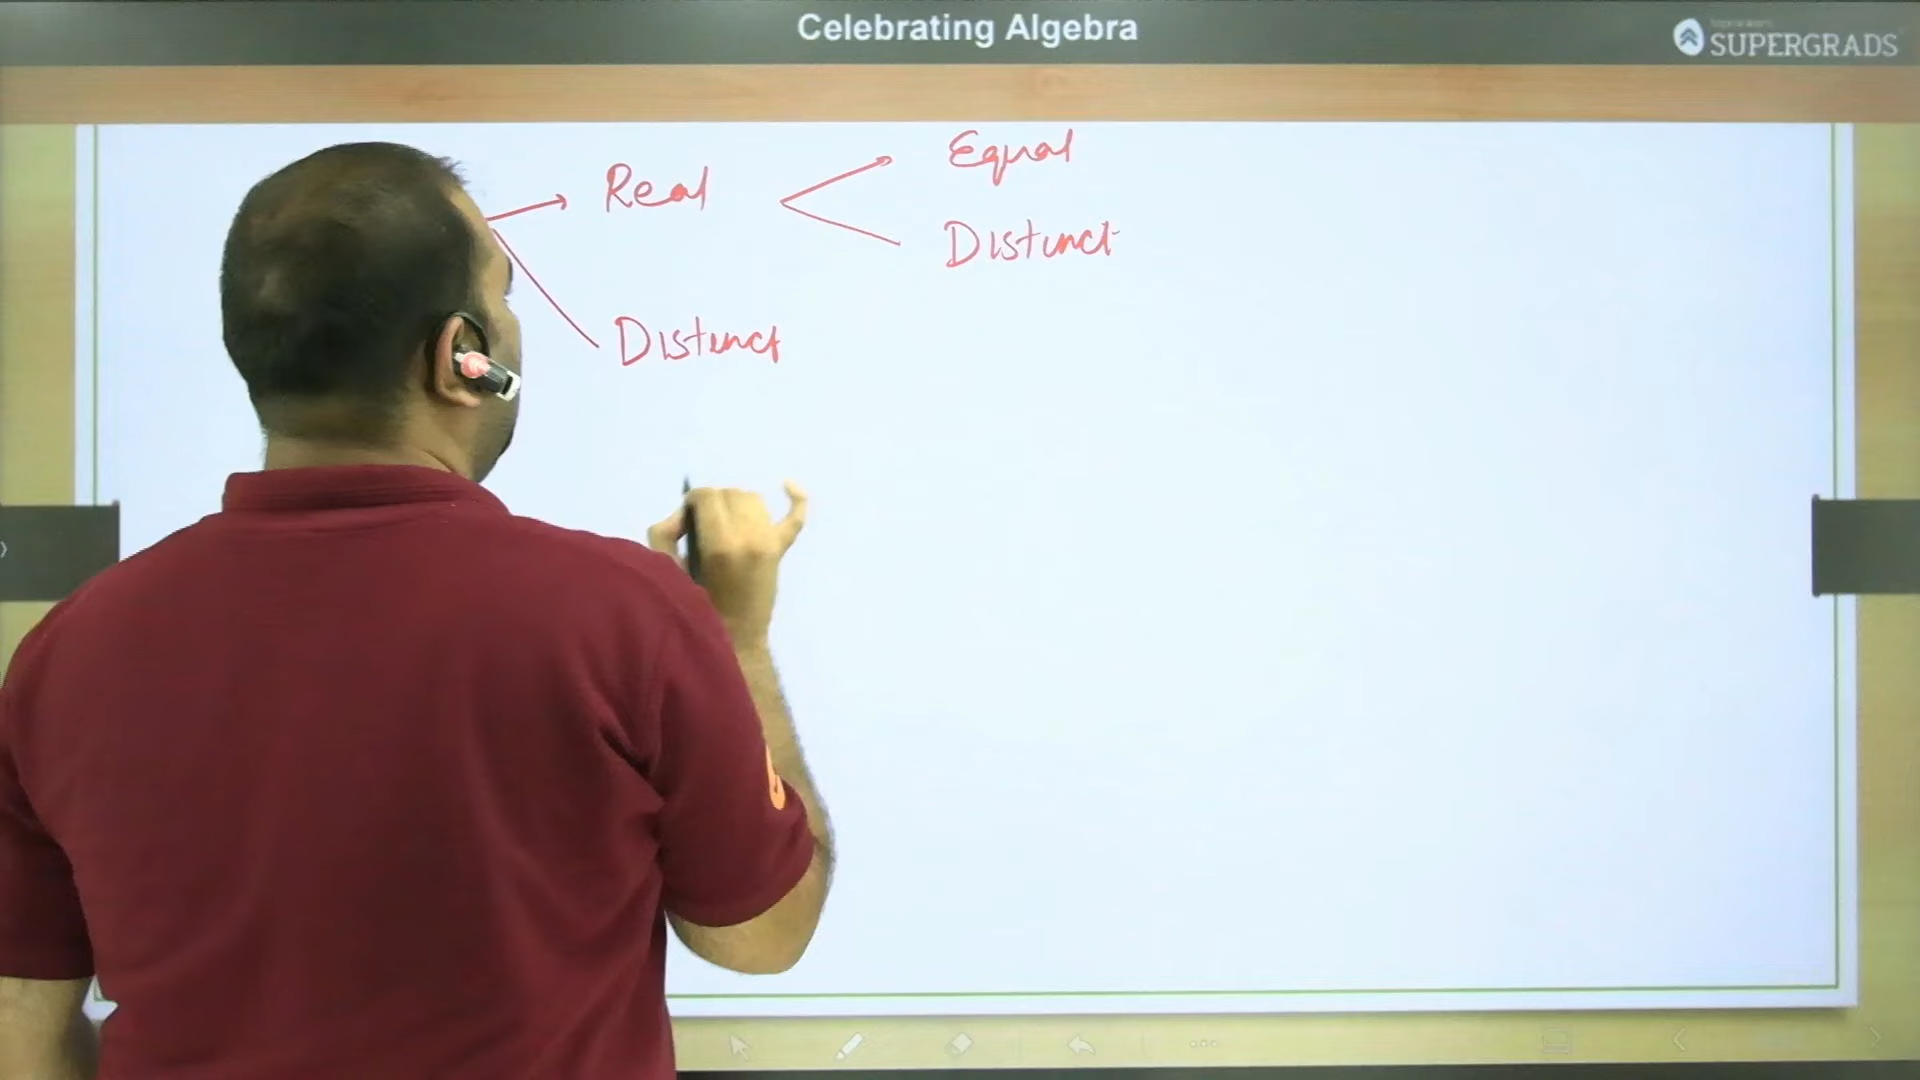 Celebrating Algebra
SUPERGRADS
Equal
Real
Distinct
Distinct